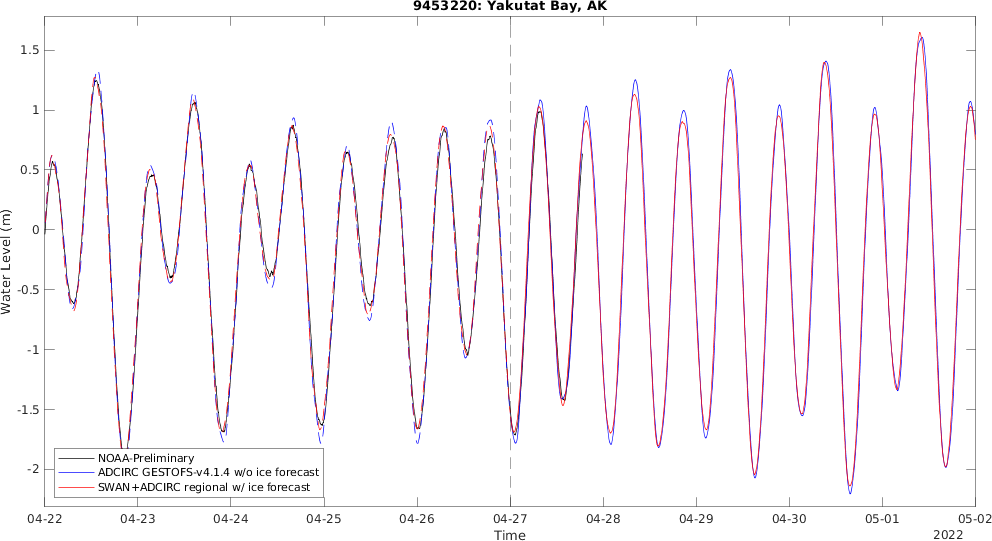 9453220: Yakutat Bay, AK
Water Level (m)
1.5
1
0.5
0
-0.5
-1
-1.5
-2
NOAA-Preliminary
ADCIRC GESTOFS-v4.1.4 w/o ice forecast
SWAN+ADCIRC regional w/ ice forecast
04-22 04-23 04-24 04-25 04-26 04-27 04-28 04-29 04-30 05-01 05-02
Time
2022